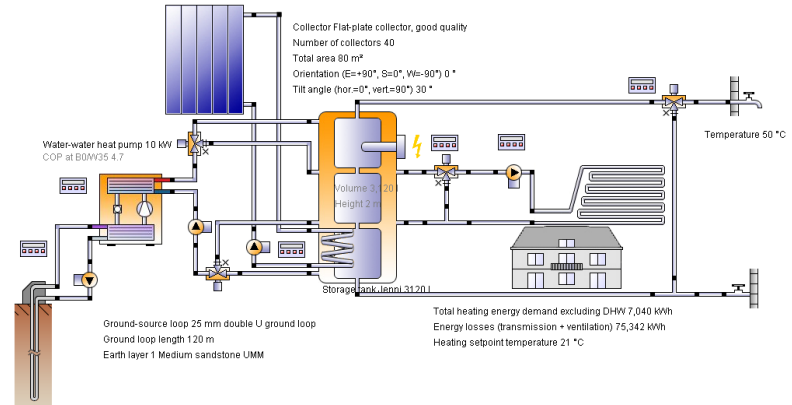 Collector Flat-plate collector, good quality
Number of collectors 40
Total area 80 m²
Orientation (E=+90°, S=0°, W=-90°) 0 °
Tilt angle (hor.=0°, vert.=90°) 30 °
Temperature 50 °C
Water-water heat pump 10 kW
COP at B0/W35 4.7
Volume 3,120 l
Height 2 m
Storage tank Jenni 3120 l
Ground-source loop 25 mm double U ground loop
Ground loop length 120 m
Earth layer 1 Medium sandstone UMM
Total heating energy demand excluding DHW 7,040 kWh
Energy losses (transmission + ventilation) 75,342 kWh
Heating setpoint temperature 21 °C